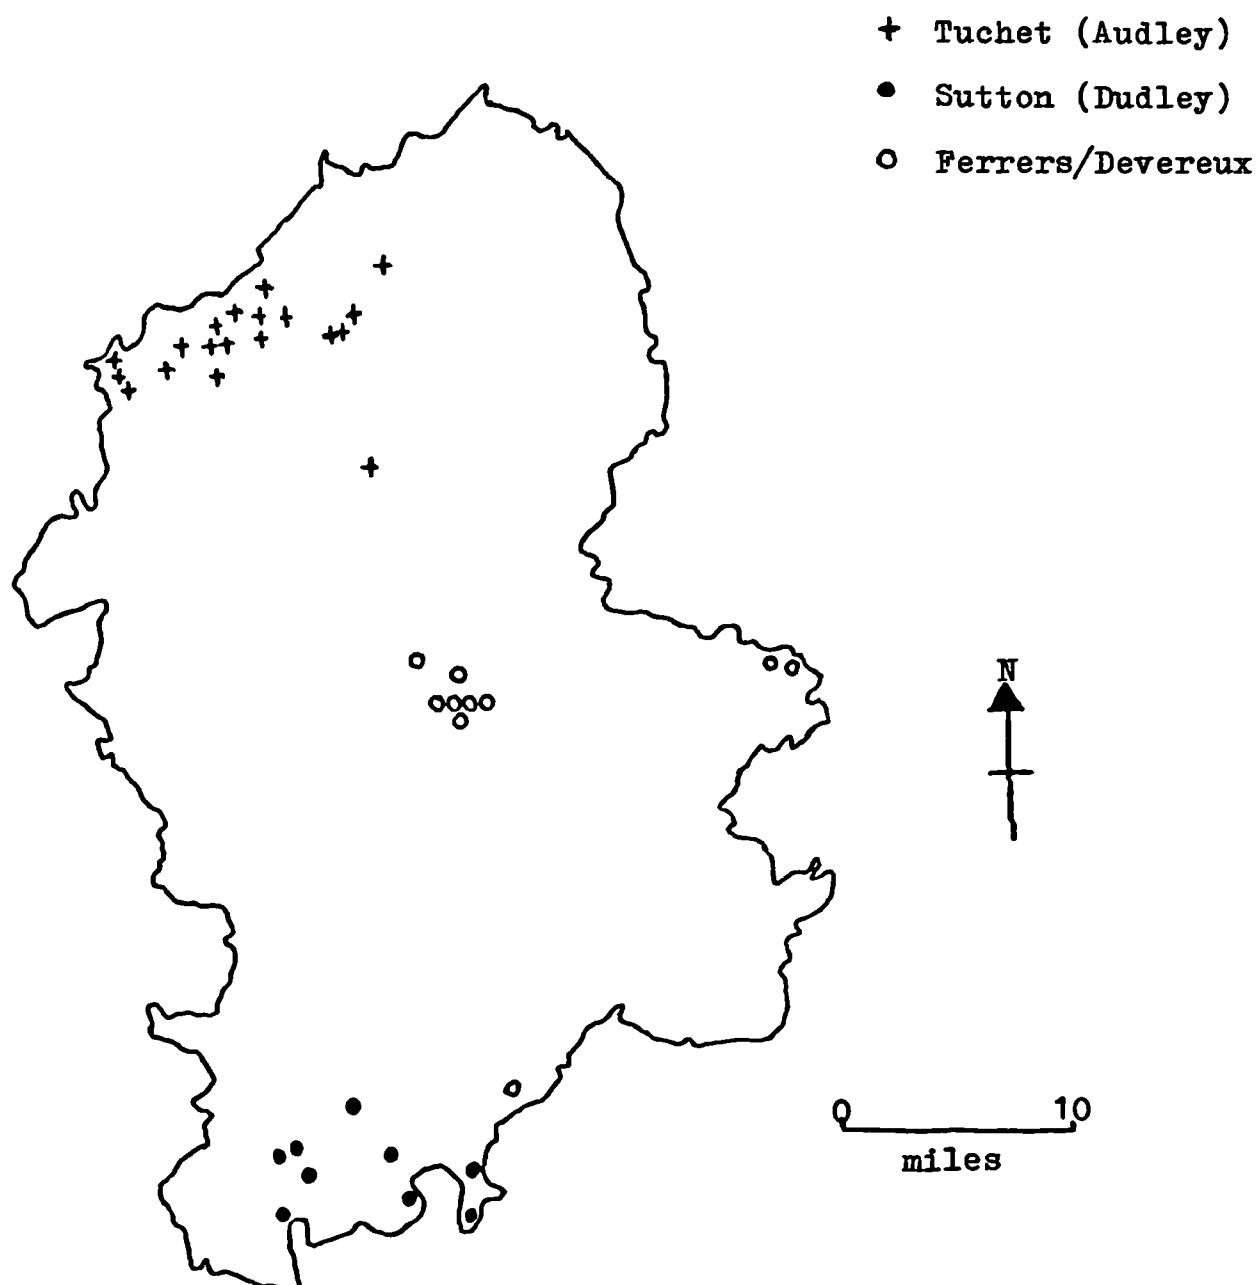 + Tuchet (Audley)
● Sutton (Dudley)
○ Ferrers/Devereux
N
0 10
miles